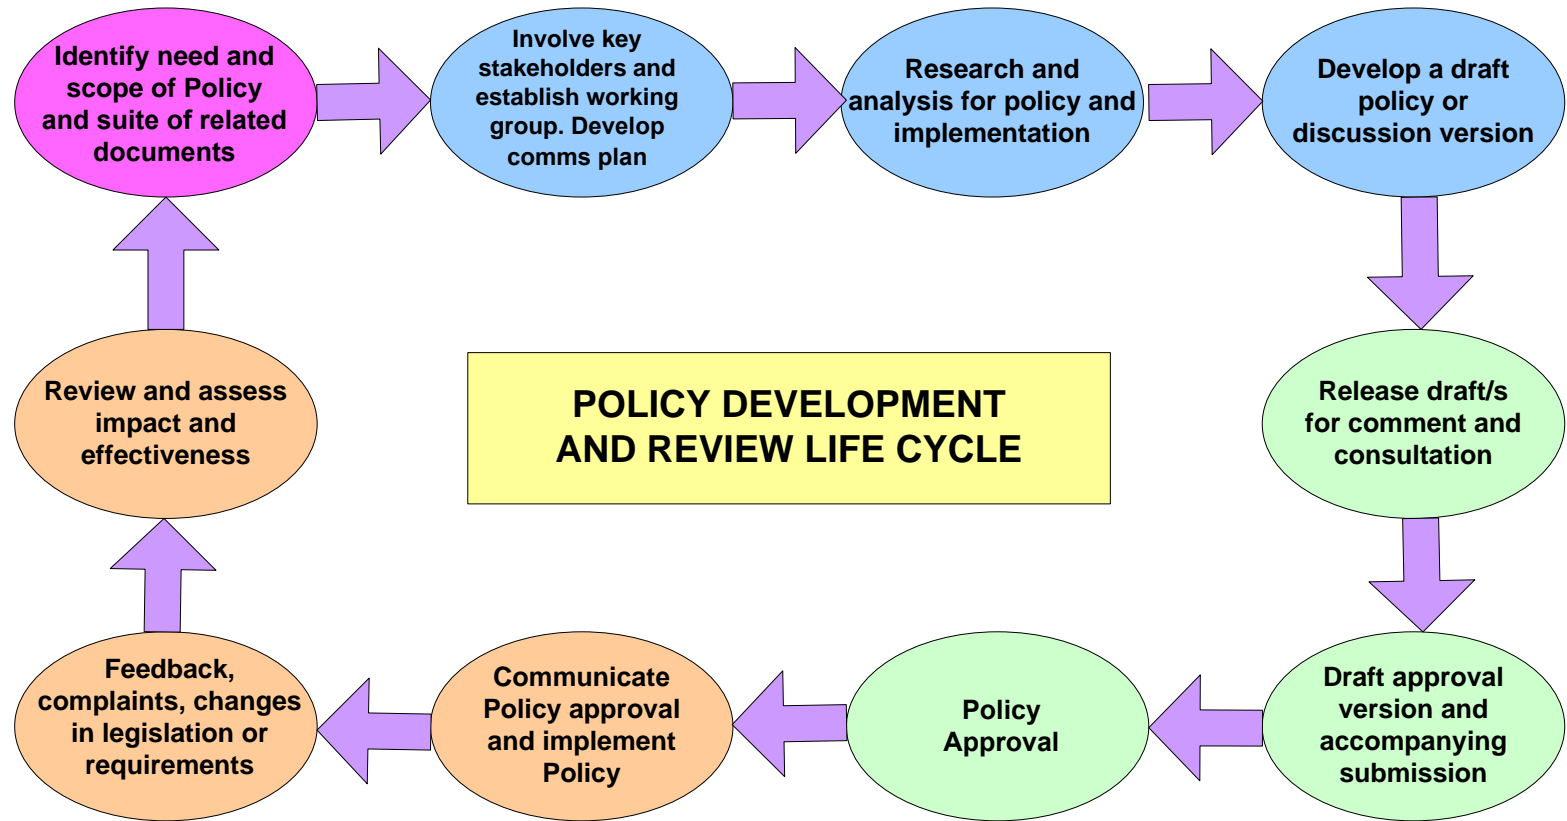 Identify need and
scope of Policy
and suite of related
documents
Involve key
stakeholders and
establish working
group. Develop
comms plan
Research and
analysis for policy and
implementation
Develop a draft
policy or
discussion version
Release draft/s
for comment and
consultation
Draft approval
version and
accompanying
submission
Policy
Approval
Communicate
Policy approval
and implement
Policy
Feedback,
complaints, changes
in legislation or
requirements
Review and assess
impact and
effectiveness
POLICY DEVELOPMENT
AND REVIEW LIFE CYCLE